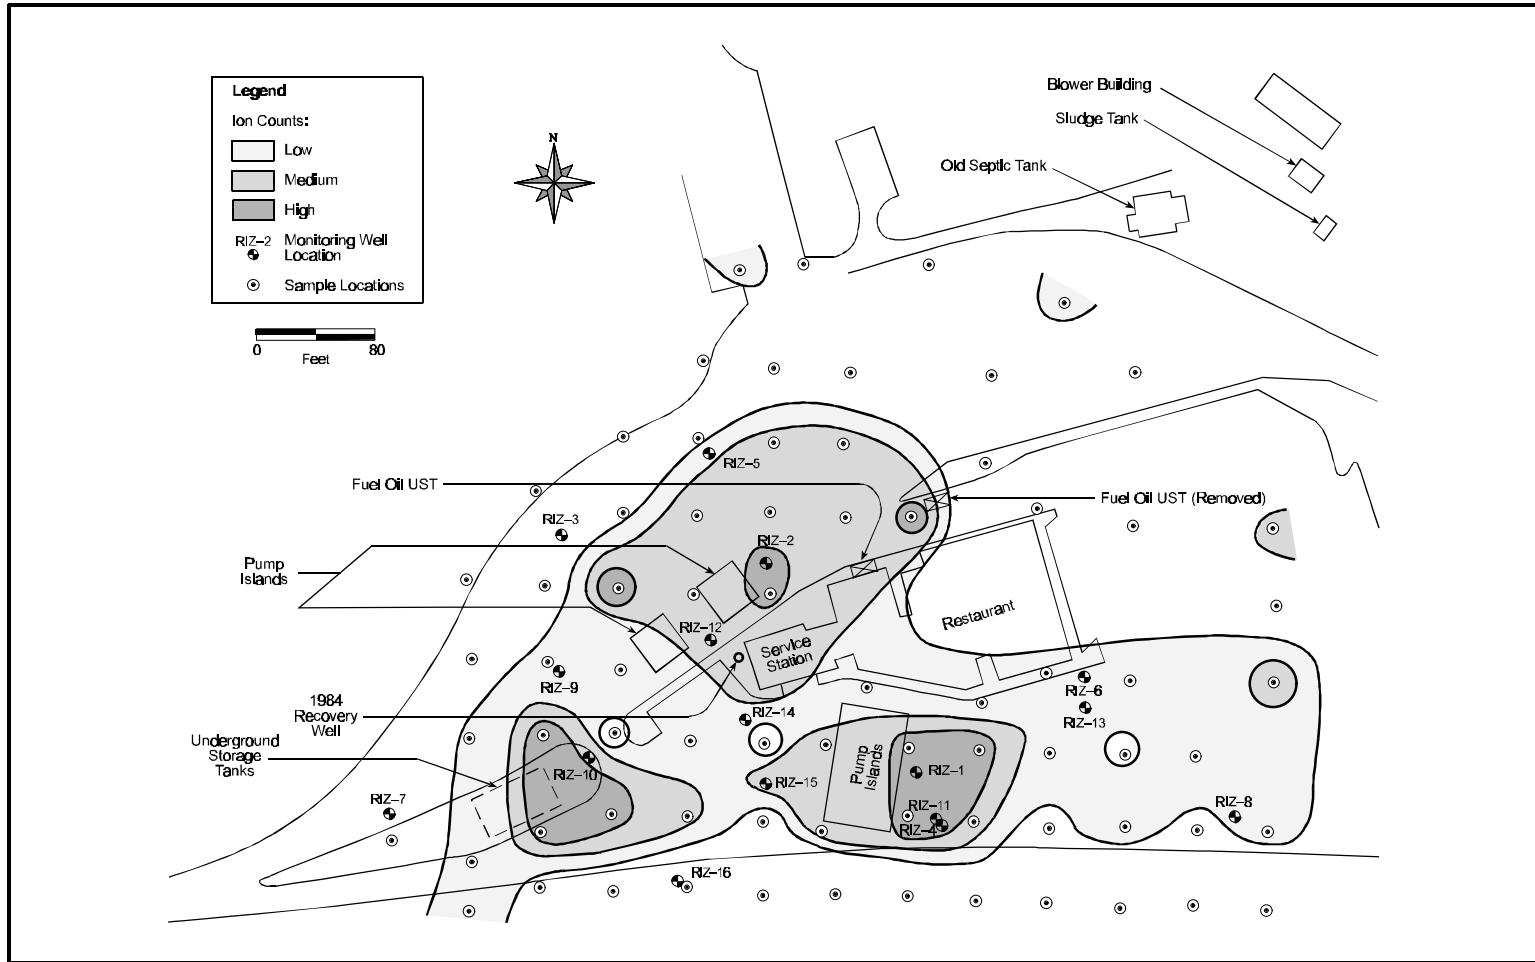 Legend
Ion Counts:
Low
Medium
High
RIZ–2
Monitoring Well
Location
Sample Locations
0
80
Feet
N
Blower Building
Sludge Tank
Old Septic Tank
RIZ–5
Fuel Oil UST
Fuel Oil UST (Removed)
RIZ–3
RIZ–2
Pump
Islands
Restaurant
RIZ–12
Service
Station
RIZ–9
RIZ–6
1984
Recovery
Well
RIZ–14
RIZ–13
Underground
Storage
Tanks
RIZ–10
RIZ–15
Pump
Islands
RIZ–1
RIZ–7
RIZ–11
RIZ–4
RIZ–8
RIZ–16